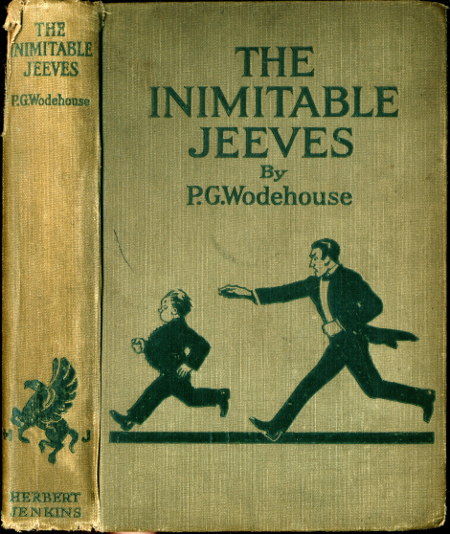 THE
INIMITABLE
JEEVES
P.G.Wodehouse
H J
HERBERT
JENKINS
THE
INIMITABLE
JEEVES
By
P.G.Wodehouse